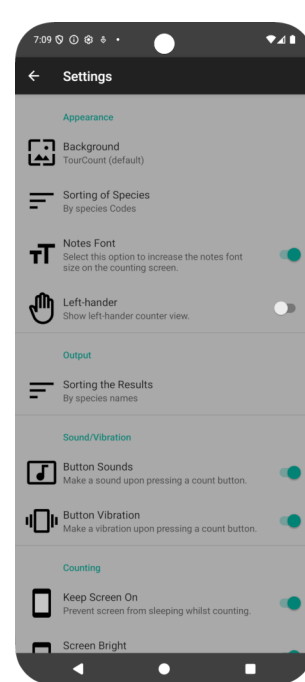 7:09
Settings
Appearance
Background
TourCount (default)
Sorting of Species
By species Codes
Notes Font
Select this option to increase the notes font
size on the counting screen.
Left-hander
Show left-hander counter view.
Output
Sorting the Results
By species names
Sound/Vibration
Button Sounds
Make a sound upon pressing a count button.
Button Vibration
Make a vibration upon pressing a count button.
Counting
Keep Screen On
Prevent screen from sleeping whilst counting.
Screen Bright